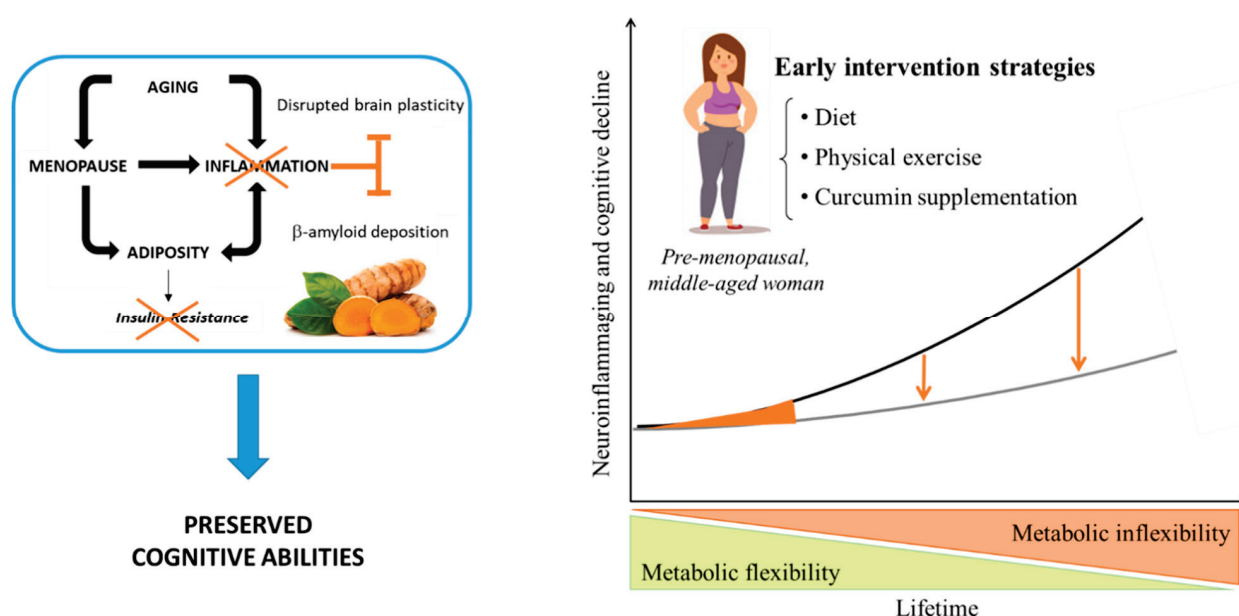 AGING
Disrupted brain plasticity
MENOPAUSE
INFLAMMATION
β-amyloid deposition
ADIPOSITY
Insulin Resistance
PRESERVED
COGNITIVE ABILITIES
Neuroinflammaging and cognitive decline
Early intervention strategies
• Diet
• Physical exercise
• Curcumin supplementation
Pre-menopausal,
middle-aged woman
Metabolic inflexibility
Metabolic flexibility
Lifetime